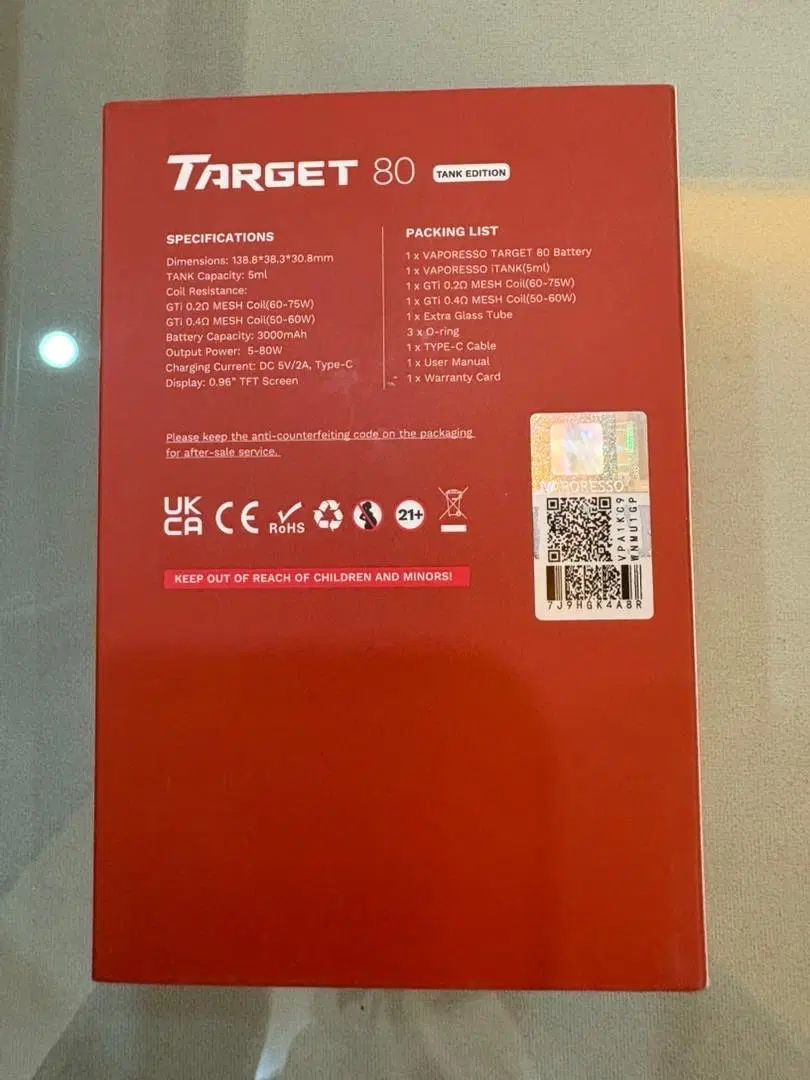 TARGET 80 TANK EDITION
SPECIFICATIONS
Dimensions: 138.8*38.3*30.8mm
TANK Capacity: 5ml
Coil Resistance:
GTi 0.2Ω MESH Coil(60-75W)
GTi 0.4Ω MESH Coil(50-60W)
Battery Capacity: 3000mAh
Output Power: 5-80W
Charging Current: DC 5V/2A, Type-C
Display: 0.96" TFT Screen
PACKING LIST
1 x VAPORESSO TARGET 80 Battery
1 x VAPORESSO iTANK(5ml)
1 x GTi 0.2Ω MESH Coil(60-75W)
1 x GTi 0.4Ω MESH Coil(50-60W)
1 x Extra Glass Tube
3 x O-ring
1 x TYPE-C Cable
1 x User Manual
1 x Warranty Card
Please keep the anti-counterfeiting code on the packaging
for after-sale service.
UK
CA
CE
RoHS
21+
KEEP OUT OF REACH OF CHILDREN AND MINORS!
VAPORESSO
VPA1KC9
WNMU1GP
7J9HGK4A8R